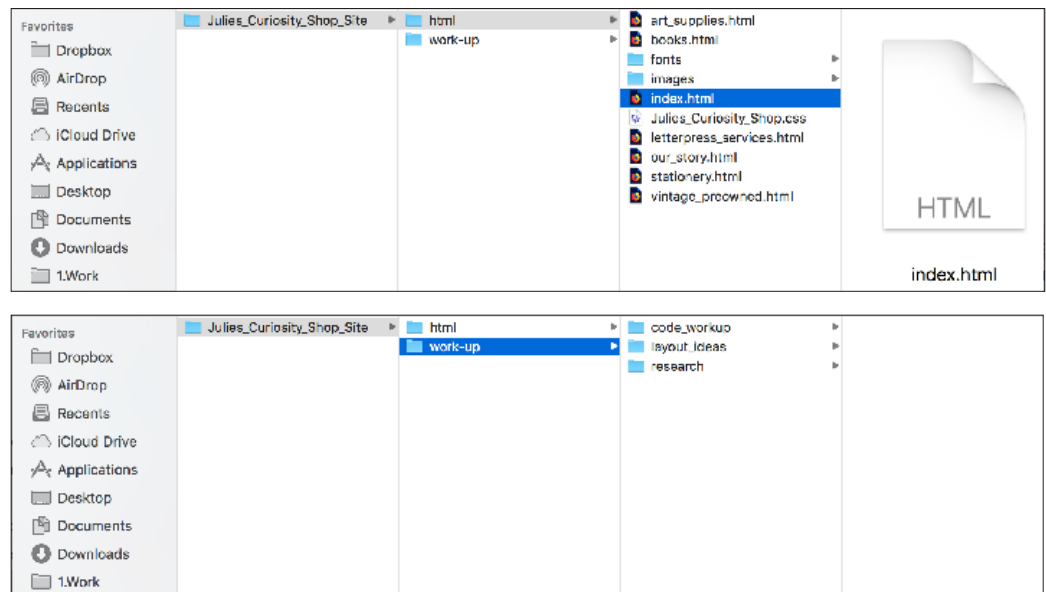 Favorites
Dropbox
AirDrop
Recents
iCloud Drive
Applications
Desktop
Documents
Downloads
1.Work
Julies_Curiosity_Shop_Site
html
work-up
art_supplies.html
books.html
fonts
images
index.html
Julies_Curiosity_Shop.css
letterpress_services.html
our_story.html
stationery.html
vintage_preowned.html
HTML
index.html
Favorites
Dropbox
AirDrop
Recents
iCloud Drive
Applications
Desktop
Documents
Downloads
1.Work
Julies_Curiosity_Shop_Site
html
work-up
code_workup
layout_ideas
research